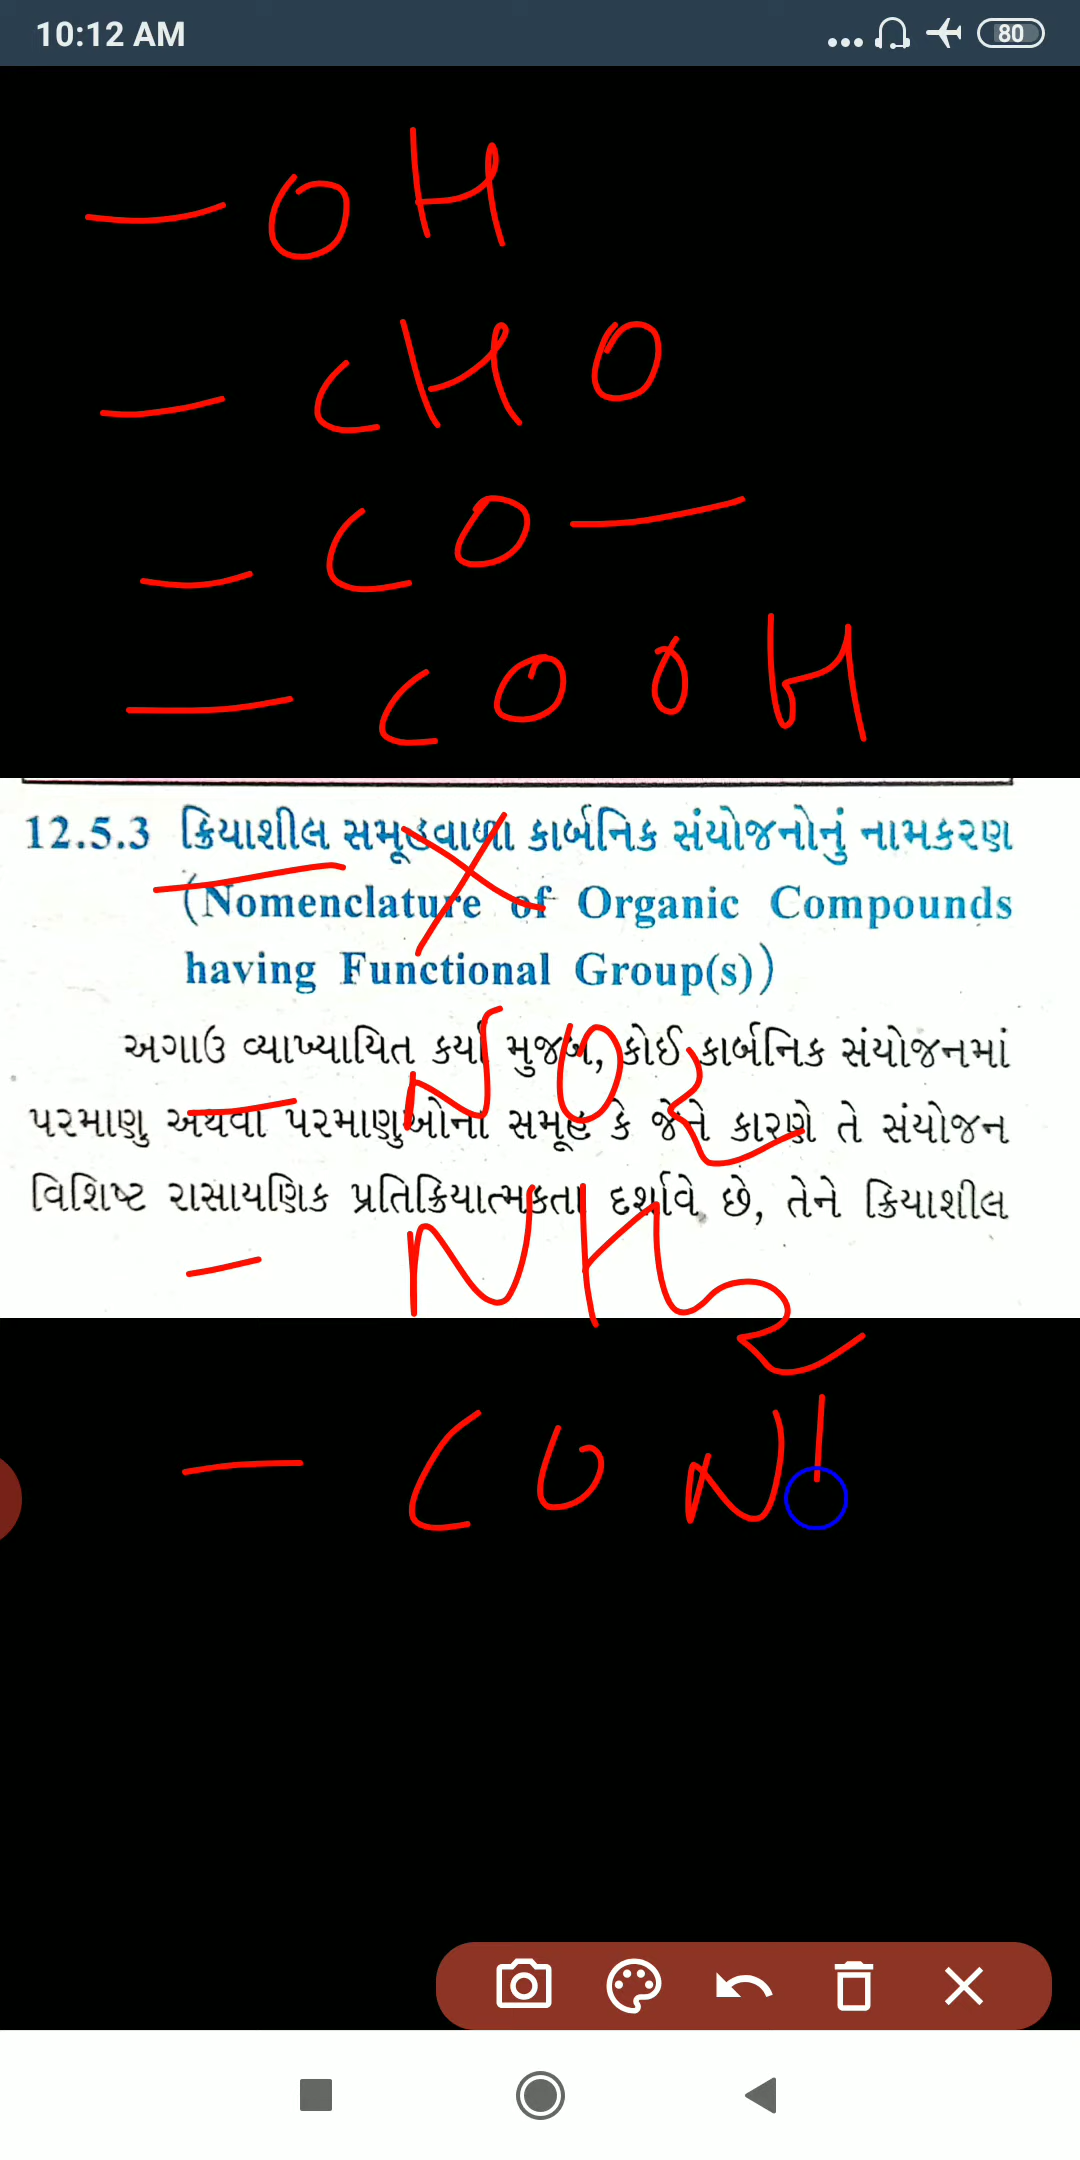 10:12 AM
80
— OH
— CHO
— CO —
— COOH
12.5.3 ક્રિયાશીલ સમૂહવાળા કાર્બનિક સંયોજનોનું નામકરણ
— X
(Nomenclature of Organic Compounds
having Functional Group(s))
અગાઉ વ્યાખ્યાયિત કર્યા મુજબ, કોઈ કાર્બનિક સંયોજનમાં
— NO2
પરમાણુ અથવા પરમાણુઓનો સમૂહ કે જેને કારણે તે સંયોજન
વિશિષ્ટ રાસાયણિક પ્રતિક્રિયાત્મકતા દર્શાવે છે, તેને ક્રિયાશીલ
— NH2
— CON